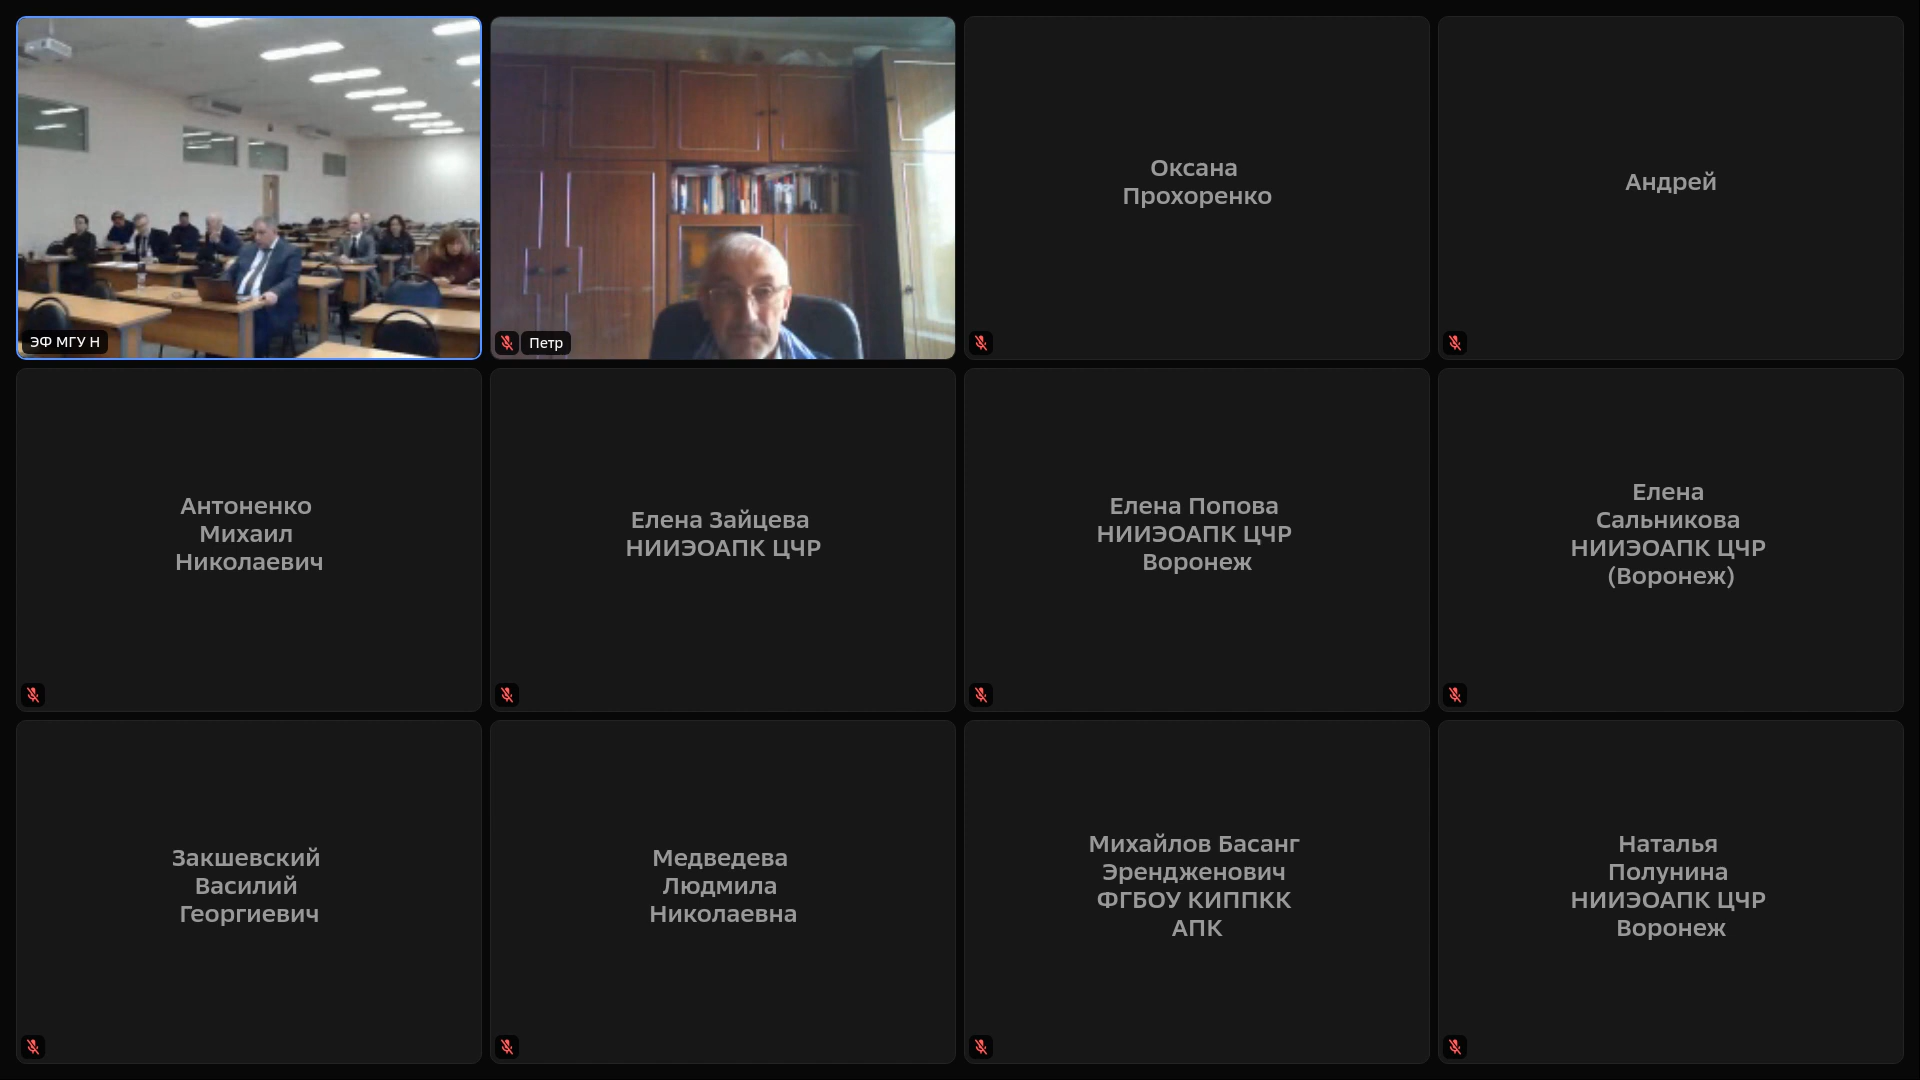 ЭФ МГУ Н
Петр
Оксана
Прохоренко
Андрей
Антоненко
Михаил
Николаевич
Елена Зайцева
НИИЭОАПК ЦЧР
Елена Попова
НИИЭОАПК ЦЧР
Воронеж
Елена
Сальникова
НИИЭОАПК ЦЧР
(Воронеж)
Закшевский
Василий
Георгиевич
Медведева
Людмила
Николаевна
Михайлов Басанг
Эрендженович
ФГБОУ КИППКК
АПК
Наталья
Полунина
НИИЭОАПК ЦЧР
Воронеж